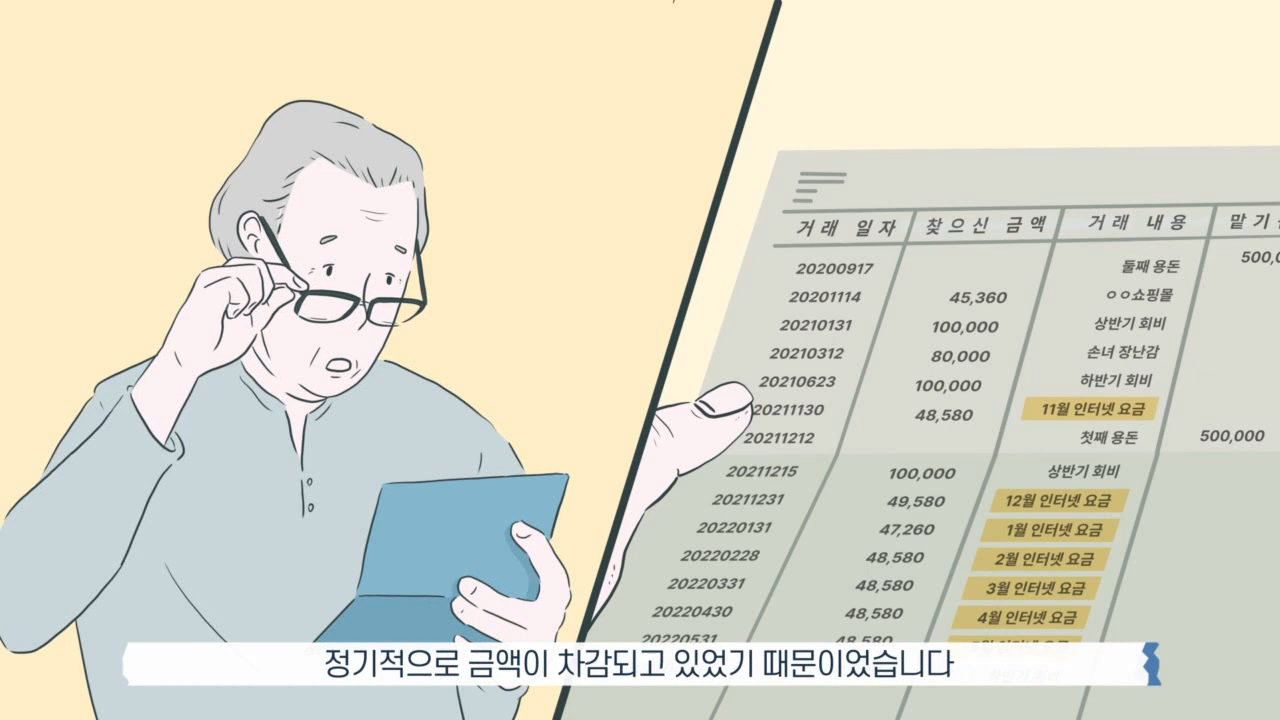 거래 일자 찾으신 금액 거래 내용 맡기
20200917 둘째 용돈 500,0
20201114 45,360 ㅇㅇ쇼핑몰
20210131 100,000 상반기 회비
20210312 80,000 손녀 장난감
20210623 100,000 하반기 회비
20211130 48,580 11월 인터넷 요금
20211212 첫째 용돈 500,000
20211215 100,000 상반기 회비
20211231 49,580 12월 인터넷 요금
20220131 47,260 1월 인터넷 요금
20220228 48,580 2월 인터넷 요금
20220331 48,580 3월 인터넷 요금
20220430 48,580 4월 인터넷 요금
20220531 48,580
정기적으로 금액이 차감되고 있었기 때문이었습니다